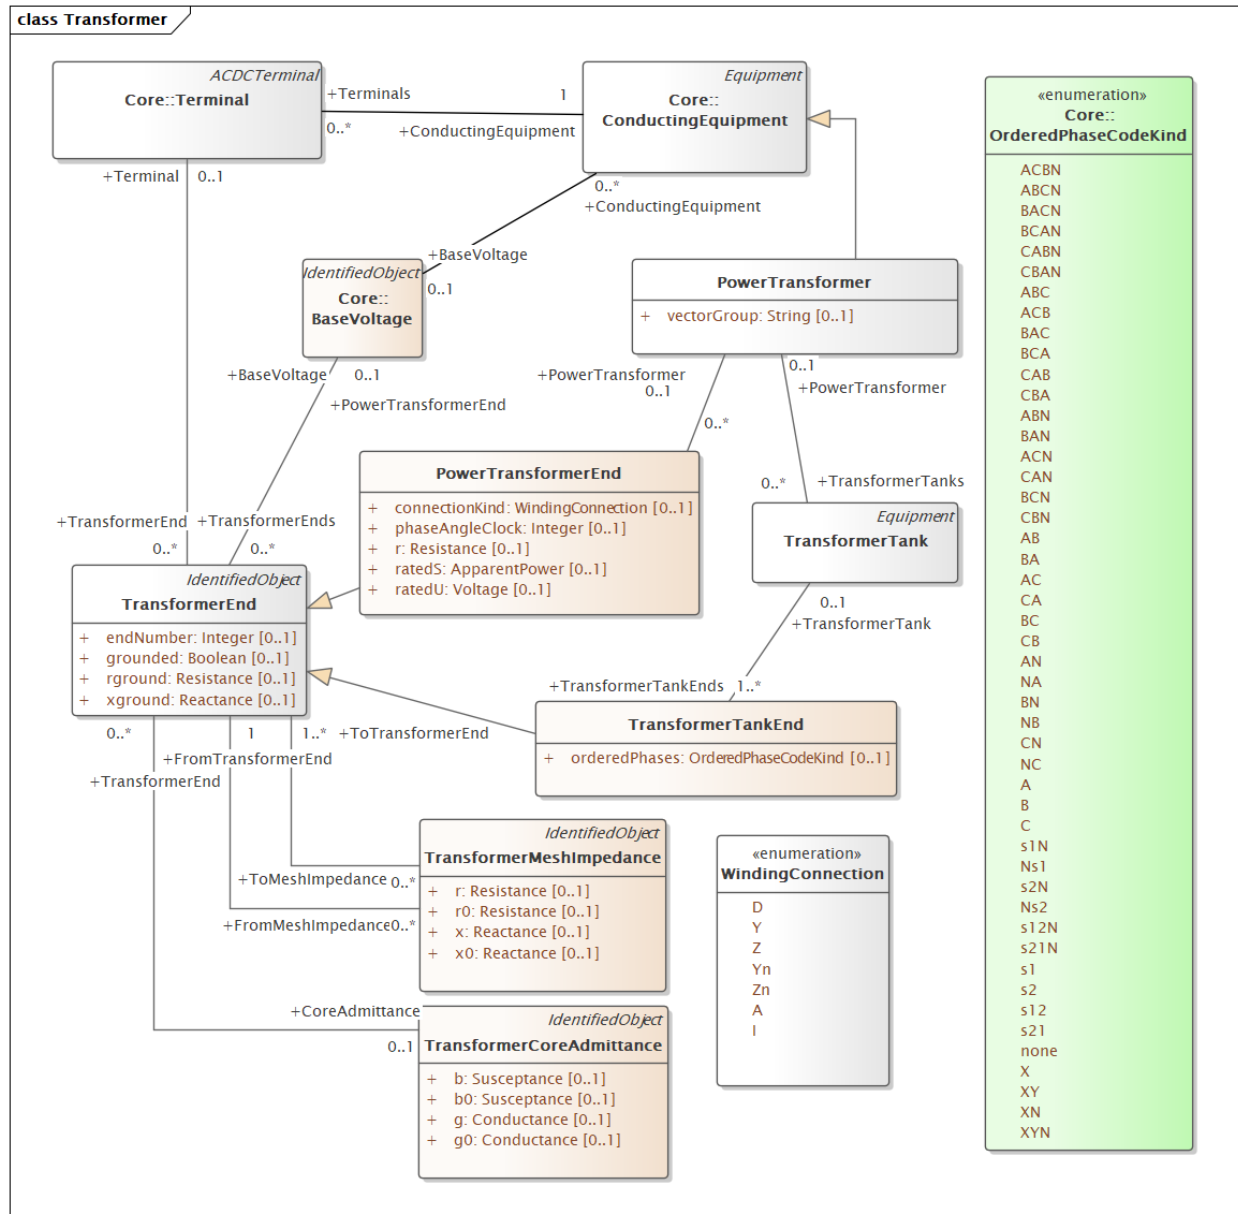 class Transformer
ACDCTerminal
Core::Terminal
+Terminals
0..*
1
+ConductingEquipment
Equipment
Core::
ConductingEquipment
«enumeration»
Core::
OrderedPhaseCodeKind
ACBN
ABCN
BACN
BCAN
CABN
CBAN
ABC
ACB
BAC
BCA
CAB
CBA
ABN
BAN
ACN
CAN
BCN
CBN
AB
BA
AC
CA
BC
CB
AN
NA
BN
NB
CN
NC
A
B
C
s1N
Ns1
s2N
Ns2
s12N
s21N
s1
s2
s12
s21
none
X
XY
XN
XYN
+Terminal
0..1
0..*
+ConductingEquipment
+BaseVoltage
0..1
IdentifiedObject
Core::
BaseVoltage
PowerTransformer
+ vectorGroup: String [0..1]
+BaseVoltage
0..1
+PowerTransformerEnd
+PowerTransformer
0..1
0..*
0..1
+PowerTransformer
0..*
+TransformerTanks
PowerTransformerEnd
+ connectionKind: WindingConnection [0..1]
+ phaseAngleClock: Integer [0..1]
+ r: Resistance [0..1]
+ ratedS: ApparentPower [0..1]
+ ratedU: Voltage [0..1]
Equipment
TransformerTank
+TransformerEnd
0..*
+TransformerEnds
0..*
IdentifiedObject
TransformerEnd
+ endNumber: Integer [0..1]
+ grounded: Boolean [0..1]
+ rground: Resistance [0..1]
+ xground: Reactance [0..1]
0..1
+TransformerTank
+TransformerTankEnds
1..*
TransformerTankEnd
+ orderedPhases: OrderedPhaseCodeKind [0..1]
0..*
1
1..*
+ToTransformerEnd
+FromTransformerEnd
+TransformerEnd
IdentifiedObject
TransformerMeshImpedance
+ r: Resistance [0..1]
+ r0: Resistance [0..1]
+ x: Reactance [0..1]
+ x0: Reactance [0..1]
+ToMeshImpedance
0..*
+FromMeshImpedance
0..*
«enumeration»
WindingConnection
D
Y
Z
Yn
Zn
A
I
+CoreAdmittance
0..1
IdentifiedObject
TransformerCoreAdmittance
+ b: Susceptance [0..1]
+ b0: Susceptance [0..1]
+ g: Conductance [0..1]
+ g0: Conductance [0..1]